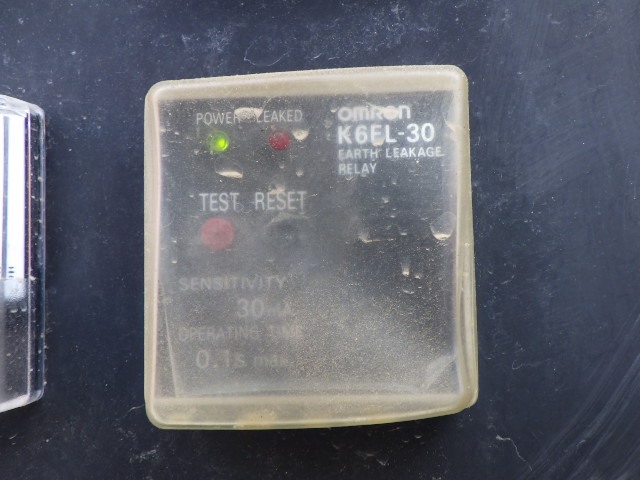 POWER LEAKED
OMRON
K6EL-30
EARTH LEAKAGE
RELAY
TEST RESET
SENSITIVITY
30mA
OPERATING TIME
0.1s max.